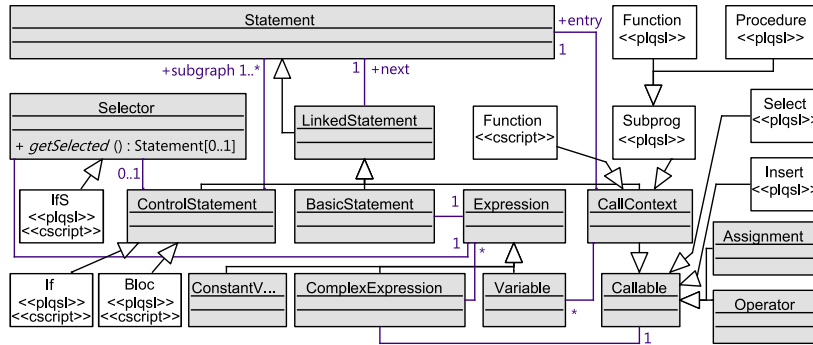 Statement
+entry
1
Function
<<plqsl>>
Procedure
<<plqsl>>
+subgraph 1..*
1
+next
Selector
+ getSelected () : Statement[0..1]
LinkedStatement
Function
<<cscript>>
Subprog
<<plqsl>>
Select
<<plqsl>>
Insert
<<plqsl>>
0..1
IfS
<<plqsl>>
<<cscript>>
ControlStatement
BasicStatement
1
Expression
CallContext
Assignment
1
*
If
<<plqsl>>
<<cscript>>
Bloc
<<plqsl>>
<<cscript>>
ConstantV...
ComplexExpression
Variable
*
Callable
Operator
1